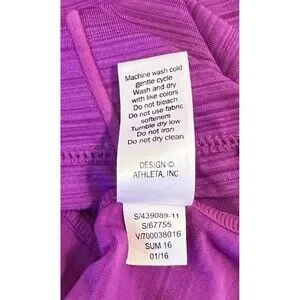 Machine wash cold
gentle cycle
Wash and dry
with like colors
Do not bleach
Do not use fabric
softeners
Tumble dry low
Do not iron
Do not dry clean
DESIGN ©
ATHLETA, INC
S/439089-11
S/67755
V/700038016
SUM 16
01/16